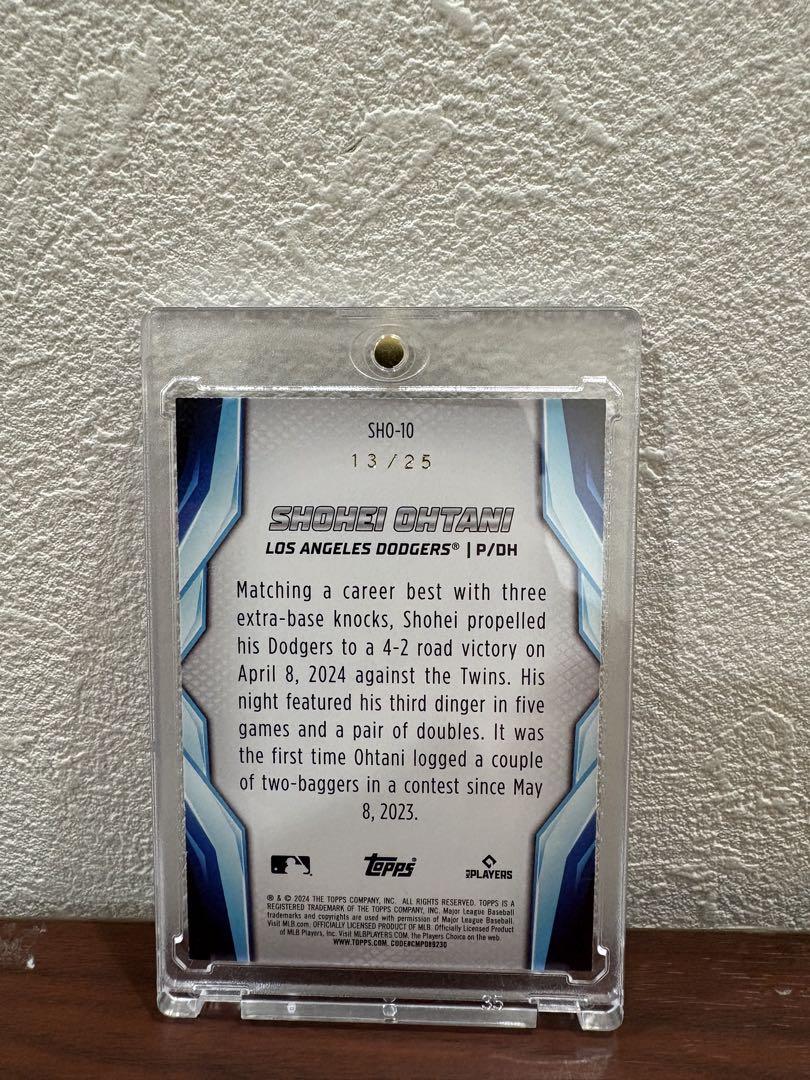 SHO-10
13/25
SHOHEI OHTANI
LOS ANGELES DODGERS® | P/DH
Matching a career best with three
extra-base knocks, Shohei propelled
his Dodgers to a 4-2 road victory on
April 8, 2024 against the Twins. His
night featured his third dinger in five
games and a pair of doubles. It was
the first time Ohtani logged a couple
of two-baggers in a contest since May
8, 2023.
topps® MLB PLAYERS
® & © 2024 THE TOPPS COMPANY, INC. ALL RIGHTS RESERVED. TOPPS IS A
REGISTERED TRADEMARK OF THE TOPPS COMPANY, INC. Major League Baseball
trademarks and copyrights are used with permission of Major League Baseball.
Visit MLB.com. OFFICIALLY LICENSED PRODUCT OF MLB. Officially Licensed Product
of MLB Players, Inc. Visit MLBPLAYERS.COM, the Players Choice on the web.
WWW.TOPPS.COM. CODE#CMP089230
35